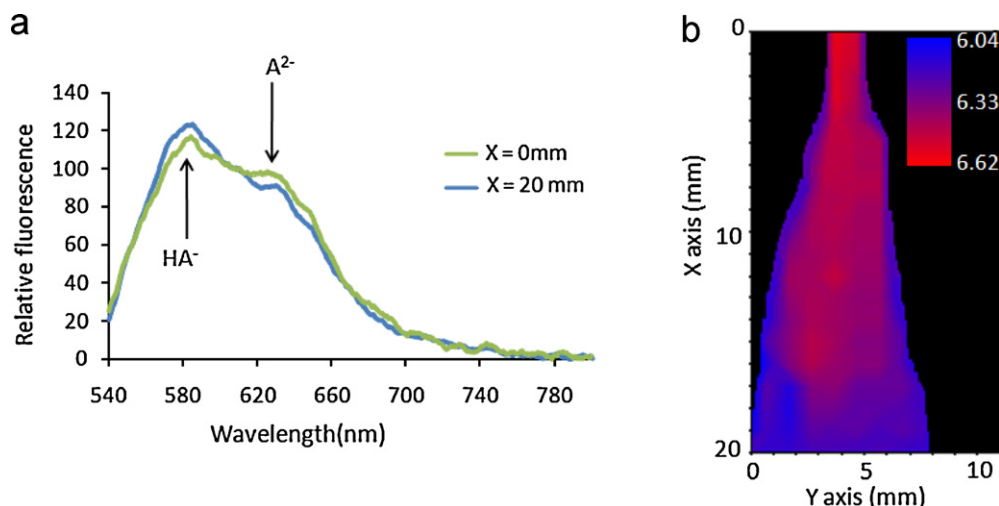 a
140
120
100
80
60
40
20
0
Relative fluorescence
HA-
A2-
X = 0mm
X = 20 mm
540 580 620 660 700 740 780
Wavelength(nm)
b
0
10
20
X axis (mm)
6.04
6.33
6.62
0 5 10
Y axis (mm)